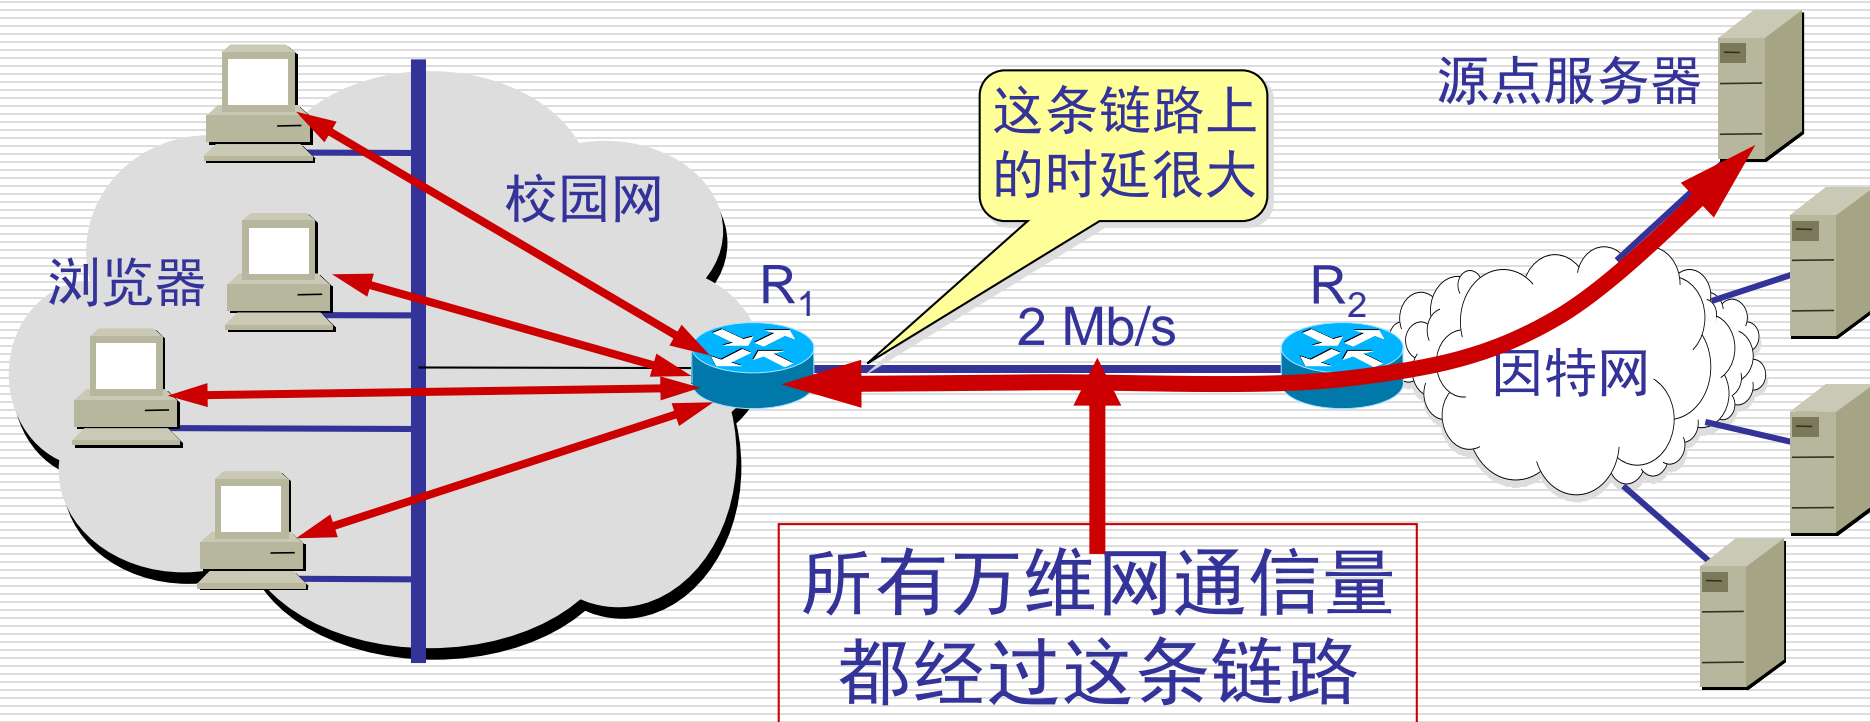 源点服务器
这条链路上
的时延很大
校园网
浏览器
R₁
2 Mb/s
R₂
因特网
所有万维网通信量
都经过这条链路